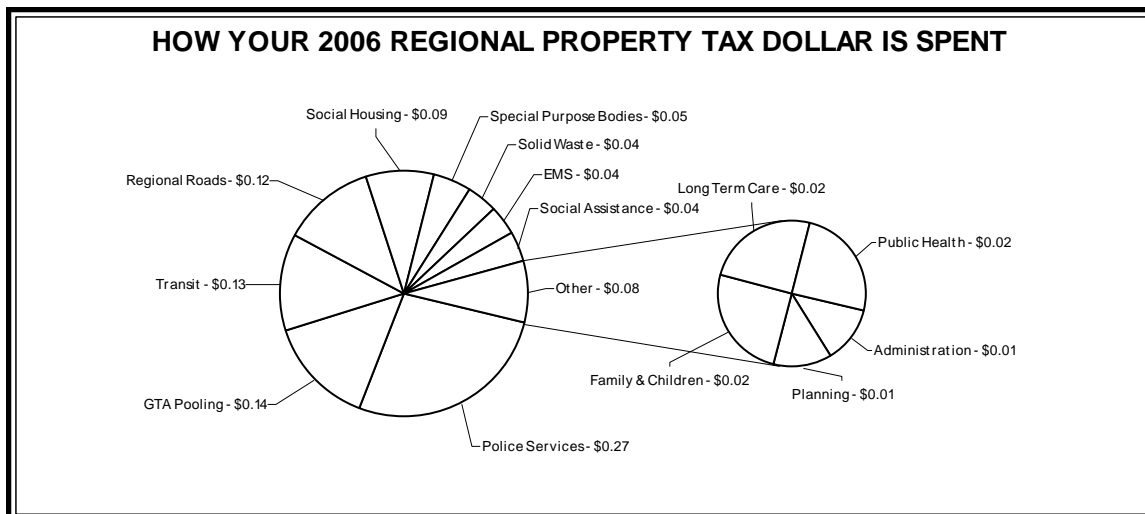 HOW YOUR 2006 REGIONAL PROPERTY TAX DOLLAR IS SPENT
Social Housing - $0.09
Special Purpose Bodies - $0.05
Solid Waste - $0.04
EMS - $0.04
Social Assistance - $0.04
Other - $0.08
Police Services - $0.27
GTA Pooling - $0.14
Transit - $0.13
Regional Roads - $0.12
Long Term Care - $0.02
Public Health - $0.02
Administration - $0.01
Planning - $0.01
Family & Children - $0.02